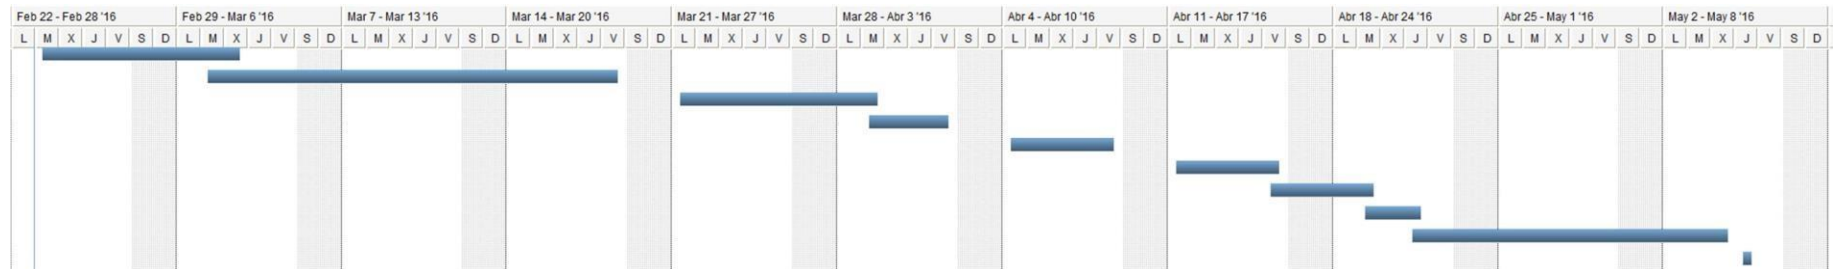 Feb 22 - Feb 28 '16 Feb 29 - Mar 6 '16 Mar 7 - Mar 13 '16 Mar 14 - Mar 20 '16 Mar 21 - Mar 27 '16 Mar 28 - Abr 3 '16 Abr 4 - Abr 10 '16 Abr 11 - Abr 17 '16 Abr 18 - Abr 24 '16 Abr 25 - May 1 '16 May 2 - May 8 '16
L M X J V S D L M X J V S D L M X J V S D L M X J V S D L M X J V S D L M X J V S D L M X J V S D L M X J V S D L M X J V S D L M X J V S D L M X J V S D